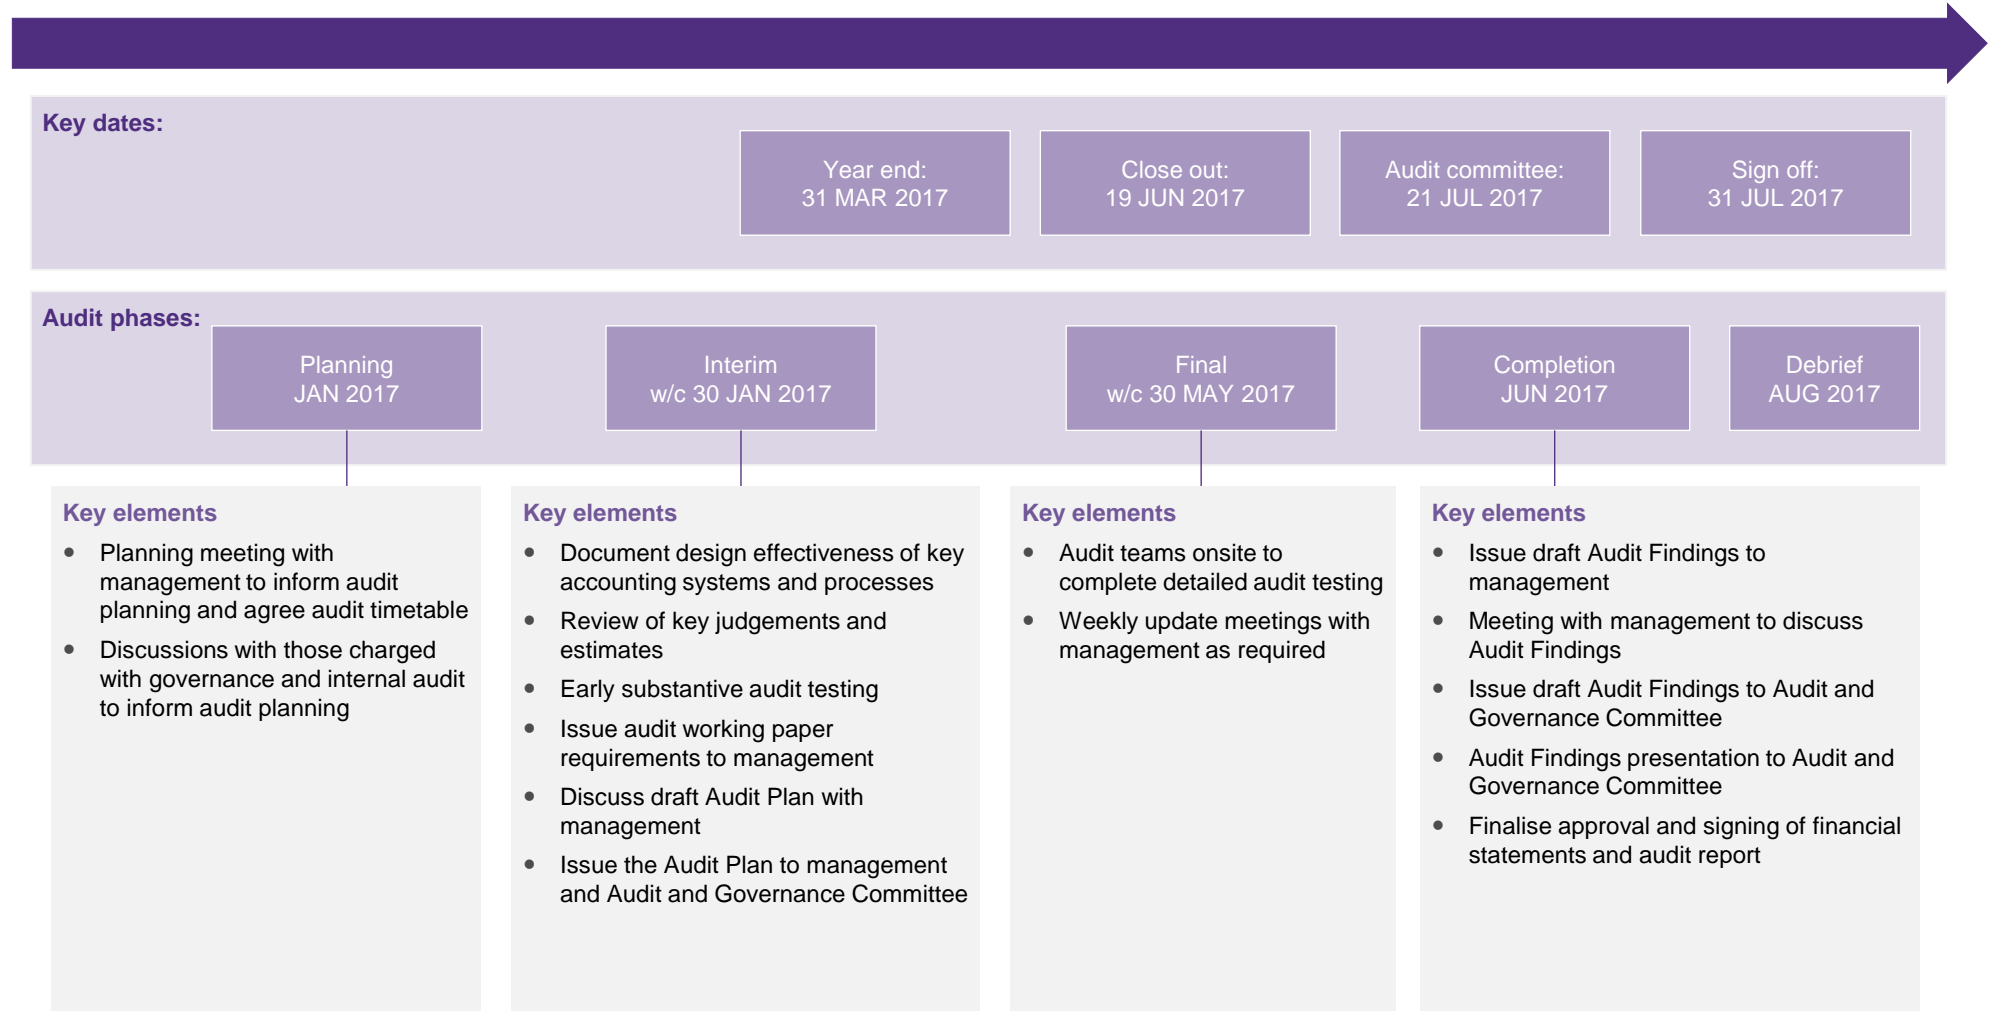 Key dates:
Year end:
31 MAR 2017
Close out:
19 JUN 2017
Audit committee:
21 JUL 2017
Sign off:
31 JUL 2017
Audit phases:
Planning
JAN 2017
Interim
w/c 30 JAN 2017
Final
w/c 30 MAY 2017
Completion
JUN 2017
Debrief
AUG 2017
Key elements
• Planning meeting with
management to inform audit
planning and agree audit timetable
• Discussions with those charged
with governance and internal audit
to inform audit planning
Key elements
• Document design effectiveness of key
accounting systems and processes
• Review of key judgements and
estimates
• Early substantive audit testing
• Issue audit working paper
requirements to management
• Discuss draft Audit Plan with
management
• Issue the Audit Plan to management
and Audit and Governance Committee
Key elements
• Audit teams onsite to
complete detailed audit testing
• Weekly update meetings with
management as required
Key elements
• Issue draft Audit Findings to
management
• Meeting with management to discuss
Audit Findings
• Issue draft Audit Findings to Audit and
Governance Committee
• Audit Findings presentation to Audit and
Governance Committee
• Finalise approval and signing of financial
statements and audit report